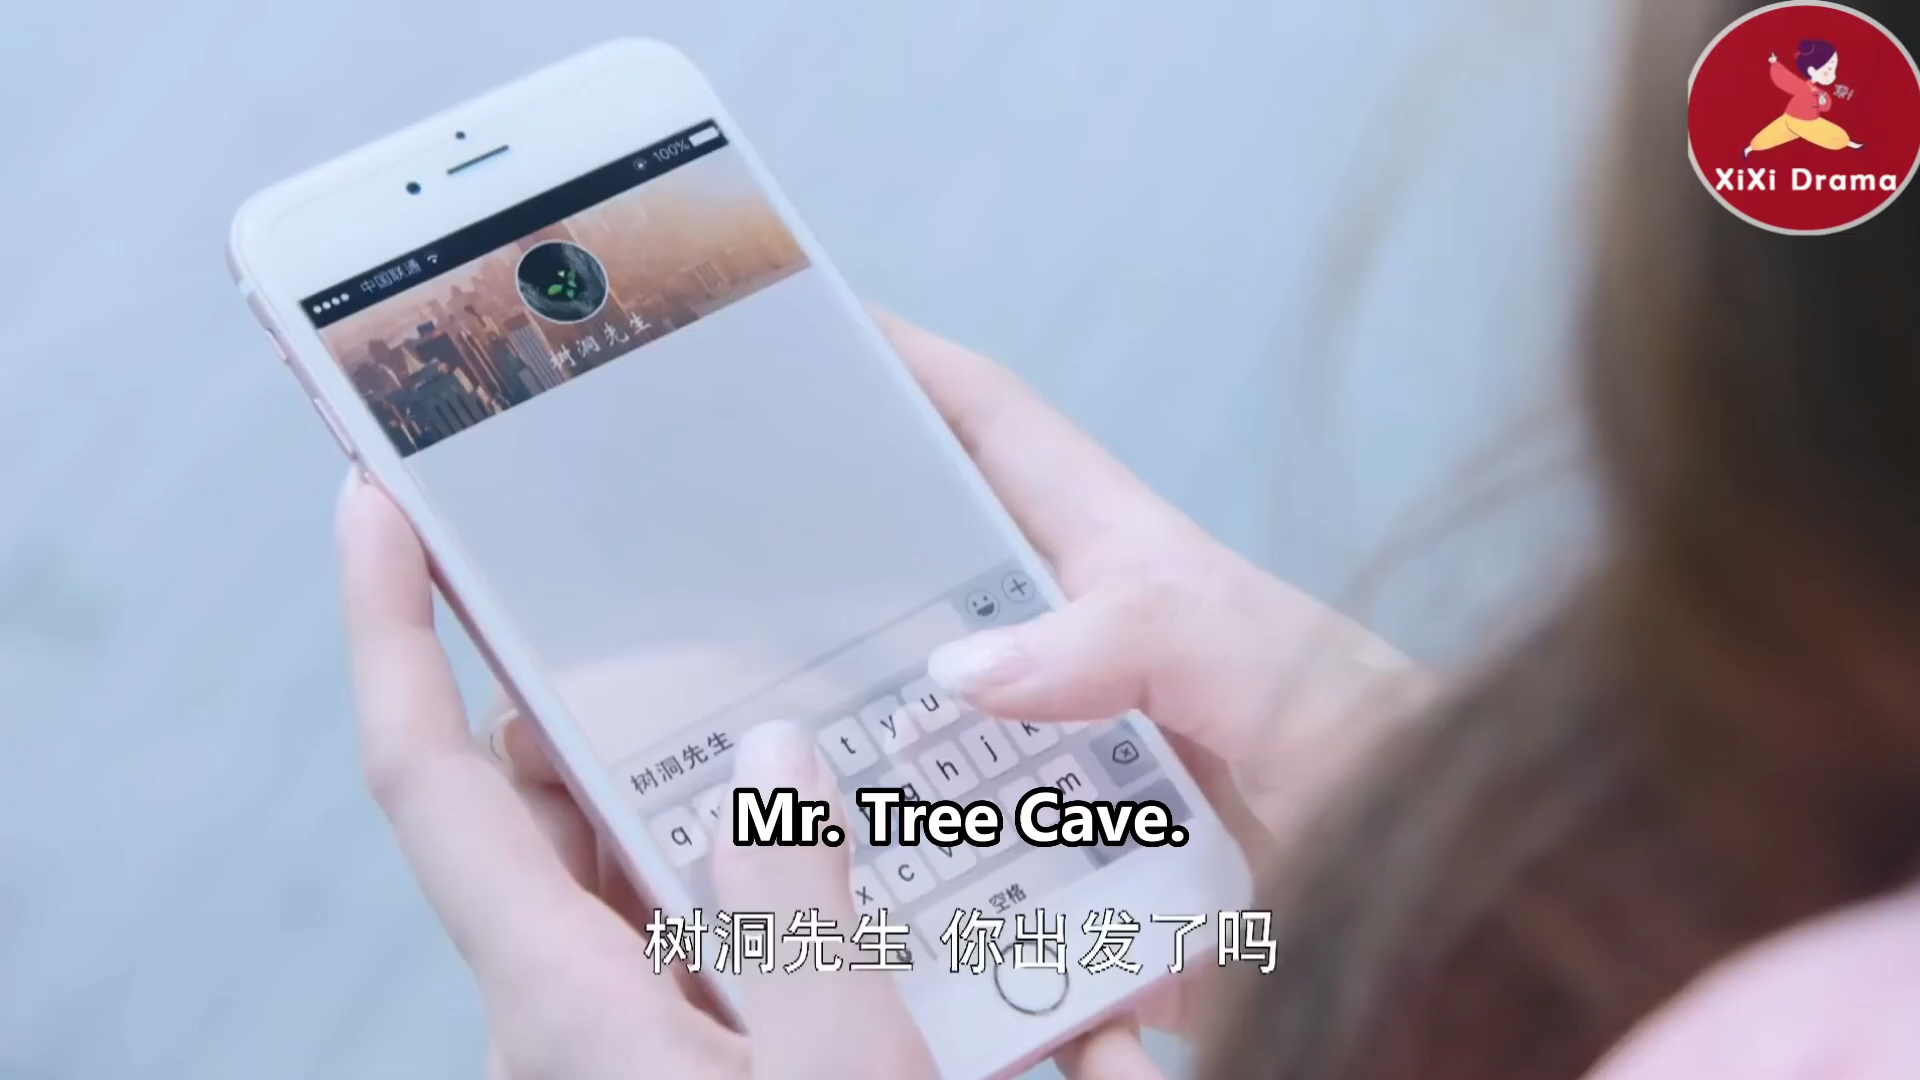 XiXi Drama
中国联通
100%
树洞先生
树洞先生
t y u
q g h j k
x c v m
空格
Mr. Tree Cave.
树洞先生 你出发了吗